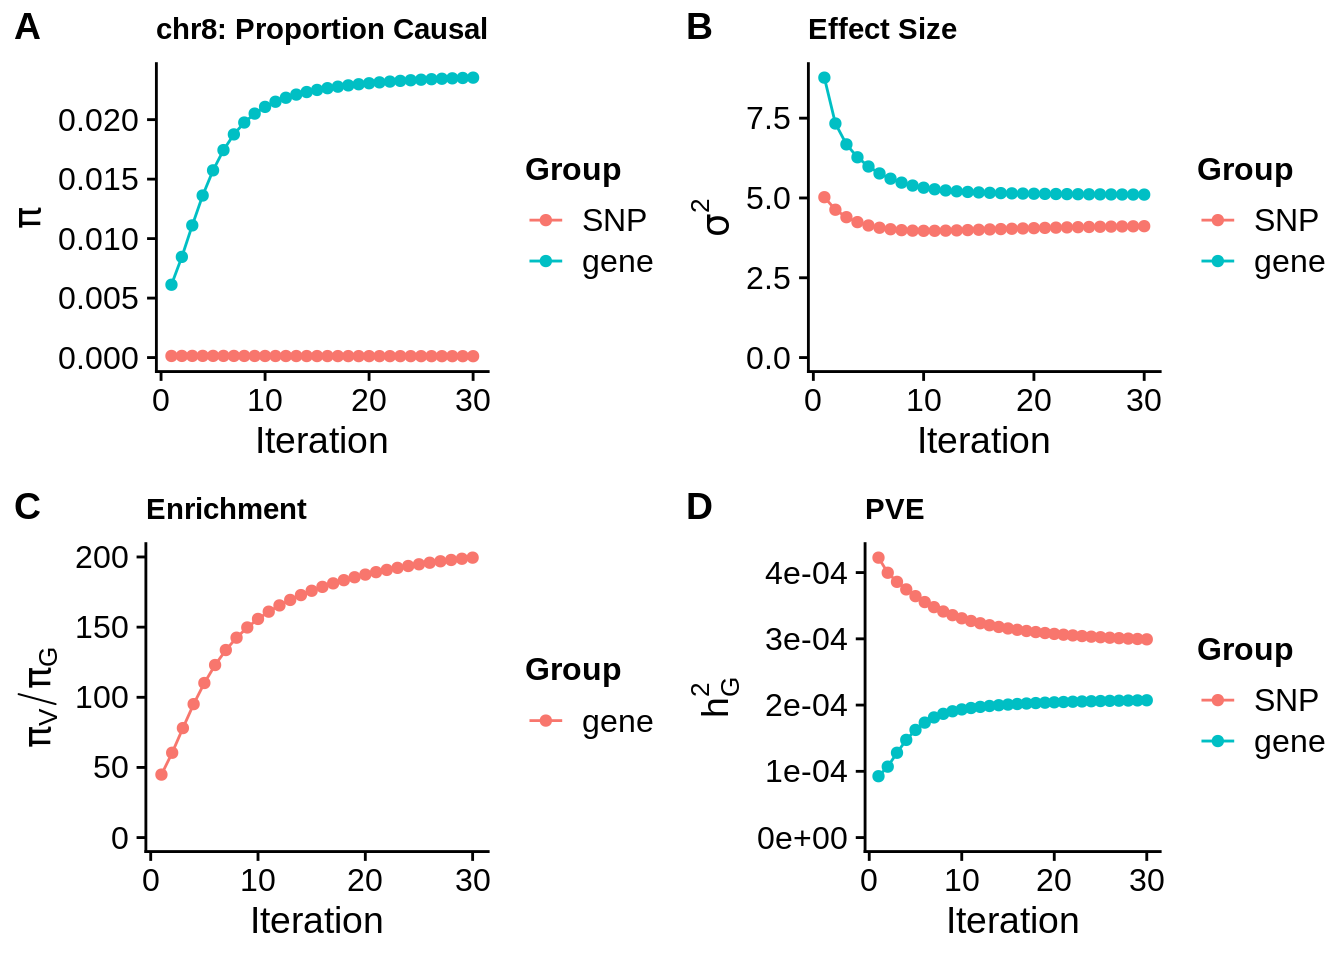 A
chr8: Proportion Causal
π
0.020
0.015
0.010
0.005
0.000
0 10 20 30
Iteration
Group
SNP
gene
B
Effect Size
σ²
7.5
5.0
2.5
0.0
0 10 20 30
Iteration
Group
SNP
gene
C
Enrichment
π_V/π_G
200
150
100
50
0
0 10 20 30
Iteration
Group
gene
D
PVE
h²_G
4e-04
3e-04
2e-04
1e-04
0e+00
0 10 20 30
Iteration
Group
SNP
gene